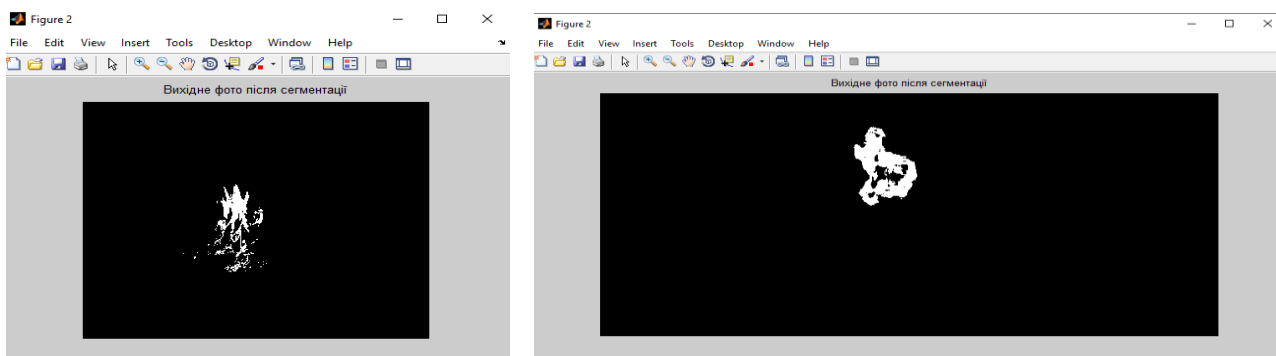 Figure 2
File Edit View Insert Tools Desktop Window Help
Вихідне фото після сегментації
Figure 2
File Edit View Insert Tools Desktop Window Help
Вихідне фото після сегментації